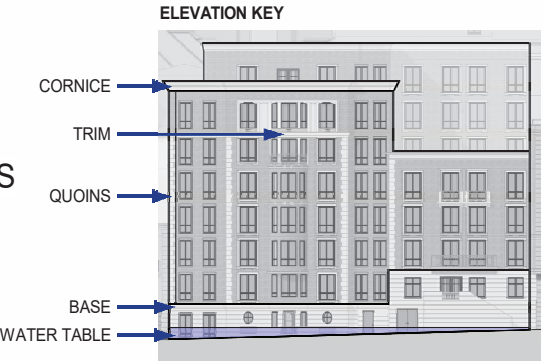 ELEVATION KEY
CORNICE
TRIM
S
QUOINS
BASE
WATER TABLE